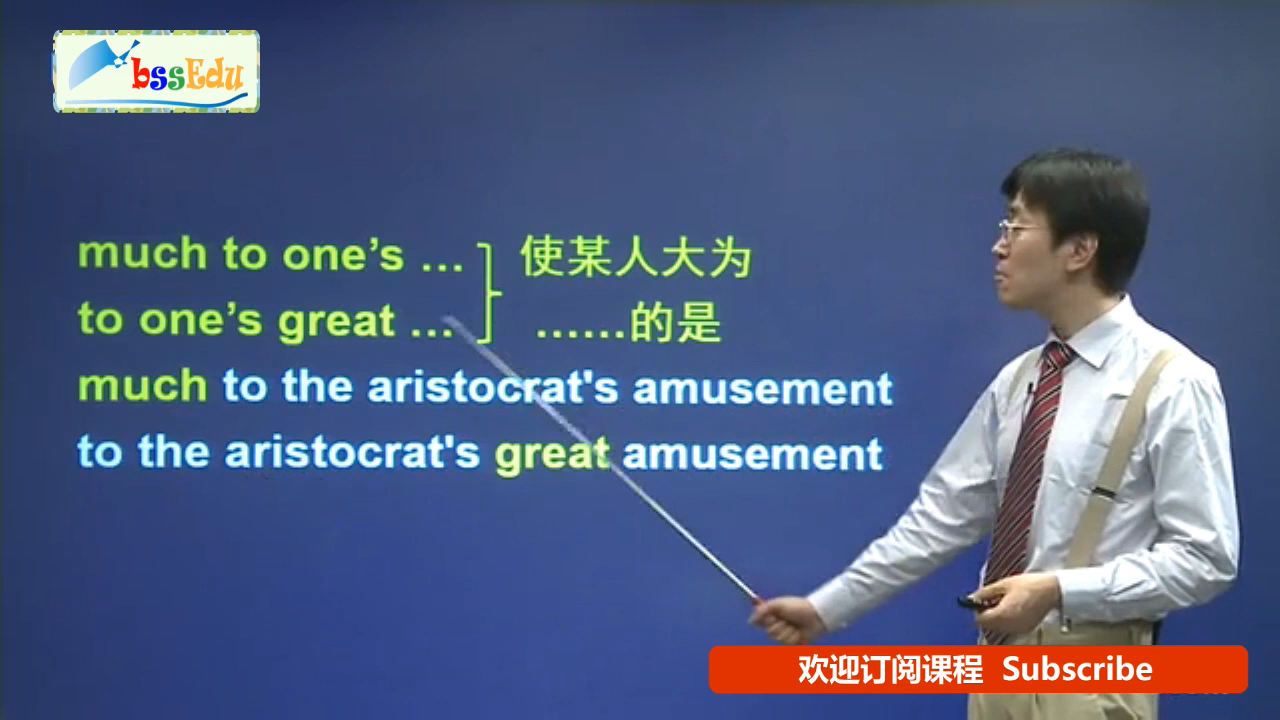 bssEdu
much to one’s … 使某人大为
to one’s great … ……的是
much to the aristocrat's amusement
to the aristocrat's great amusement
欢迎订阅课程 Subscribe